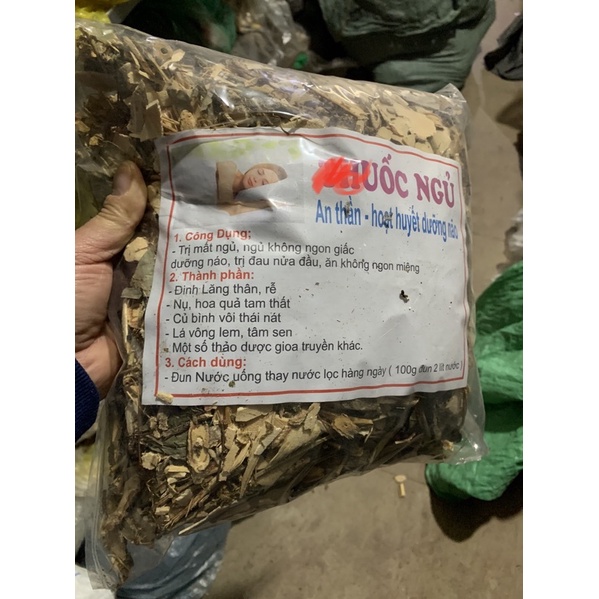 UỐC NGỦ
An thần - hoạt huyết dưỡng não
1. Công Dụng:
- Trị mất ngủ, ngủ không ngon giấc
dưỡng náo, trị đau nửa đầu, ăn không ngon miệng
2. Thành phần:
- Đinh Lăng thân, rễ
- Nụ, hoa quả tam thất
- Củ bình vôi thái nát
- Lá vông lem, tâm sen
- Một số thảo dược gioa truyền khác.
3. Cách dùng:
- Đun Nước uống thay nước lọc hàng ngày ( 100g đun 2 lít nước )